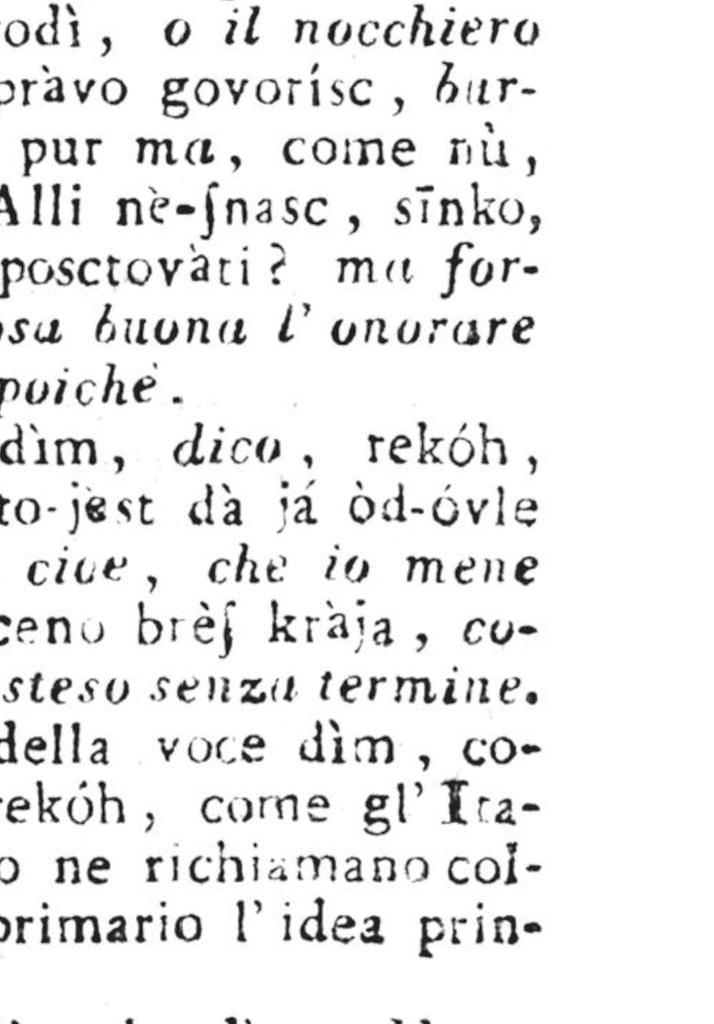 rodì, o il nocchiero
pràvo govorísc, bur-
pur ma, come nù,
Alli nè-ſnasc, sīnko,
posctovàti? ma for-
osa buona l' onorare
poichè.
dìm, dico, rekóh,
to-jest dà já òd-óvle
cioe, che io mene
ceno brèſ kràja, co-
steso senza termine.
della voce dìm, co-
rekóh, come gl' Ita-
o ne richiamano col-
primario l' idea prin-